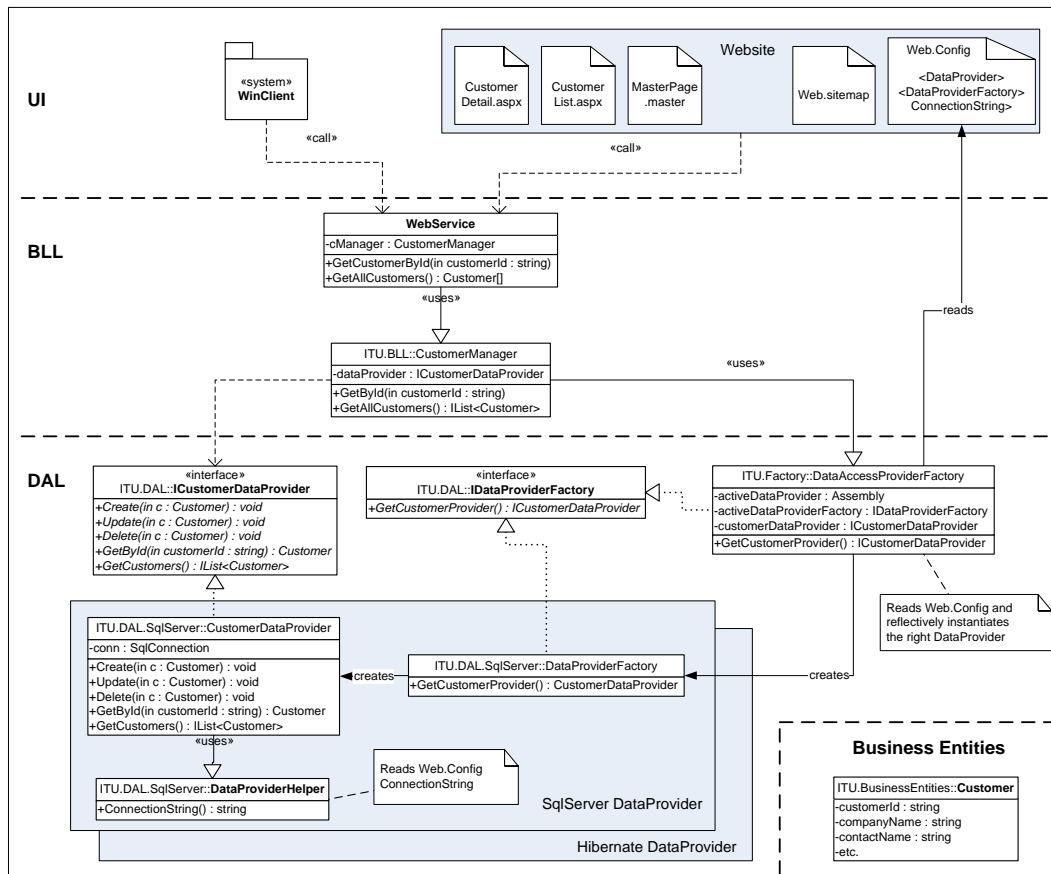 UI
«system»
WinClient
Website
Customer
Detail.aspx
Customer
List.aspx
MasterPage
.master
Web.sitemap
Web.Config
<DataProvider>
<DataProviderFactory>
ConnectionString>
«call»
«call»
BLL
WebService
-cManager : CustomerManager
+GetCustomerById(in customerId : string)
+GetAllCustomers() : Customer[]
«uses»
reads
ITU.BLL::CustomerManager
-dataProvider : ICustomerDataProvider
+GetById(in customerId : string)
+GetAllCustomers() : IList<Customer>
«uses»
DAL
«interface»
ITU.DAL::ICustomerDataProvider
+Create(in c : Customer) : void
+Update(in c : Customer) : void
+Delete(in c : Customer) : void
+GetById(in customerId : string) : Customer
+GetCustomers() : IList<Customer>
«interface»
ITU.DAL::IDataProviderFactory
+GetCustomerProvider() : ICustomerDataProvider
ITU.Factory::DataAccessProviderFactory
-activeDataProvider : Assembly
-activeDataProviderFactory : IDataProviderFactory
-customerDataProvider : ICustomerDataProvider
+GetCustomerProvider() : ICustomerDataProvider
Reads Web.Config and
reflectively instantiates
the right DataProvider
ITU.DAL.SqlServer::CustomerDataProvider
-conn : SqlConnection
+Create(in c : Customer) : void
+Update(in c : Customer) : void
+Delete(in c : Customer) : void
+GetById(in customerId : string) : Customer
+GetCustomers() : IList<Customer>
creates
ITU.DAL.SqlServer::DataProviderFactory
+GetCustomerProvider() : CustomerDataProvider
creates
«uses»
ITU.DAL.SqlServer::DataProviderHelper
+ConnectionString() : string
Reads Web.Config
ConnectionString
SqlServer DataProvider
Hibernate DataProvider
Business Entities
ITU.BusinessEntities::Customer
-customerId : string
-companyName : string
-contactName : string
-etc.